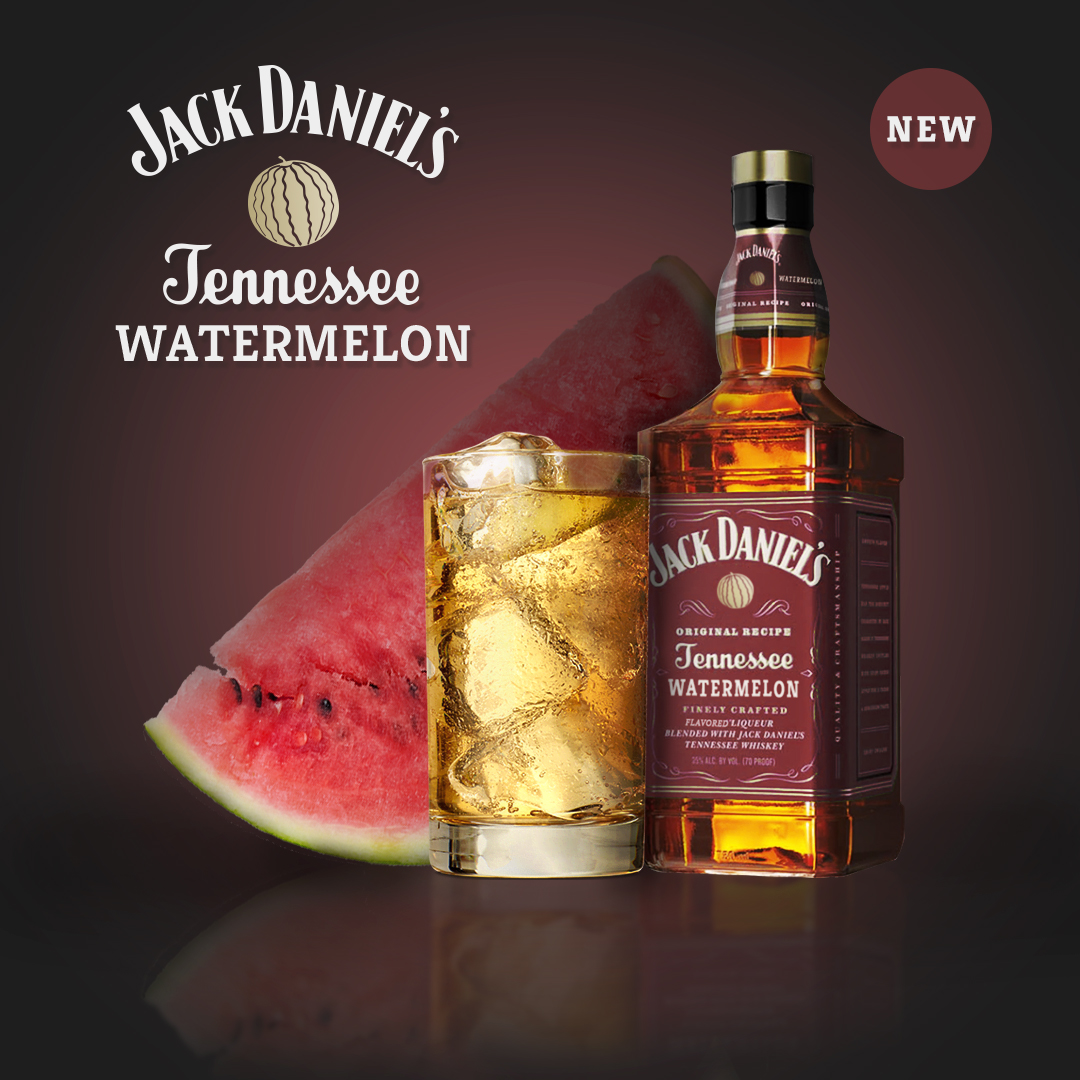 JACK DANIEL'S
Tennessee
WATERMELON
NEW
JACK DANIEL'S
WATERMELON
ORIGINAL RECIPE
JACK DANIEL'S
ORIGINAL RECIPE
Tennessee
WATERMELON
FINELY CRAFTED
FLAVORED LIQUEUR
BLENDED WITH JACK DANIEL'S
TENNESSEE WHISKEY
35% ALC. BY VOL. (70 PROOF)
QUALITY & CRAFTSMANSHIP